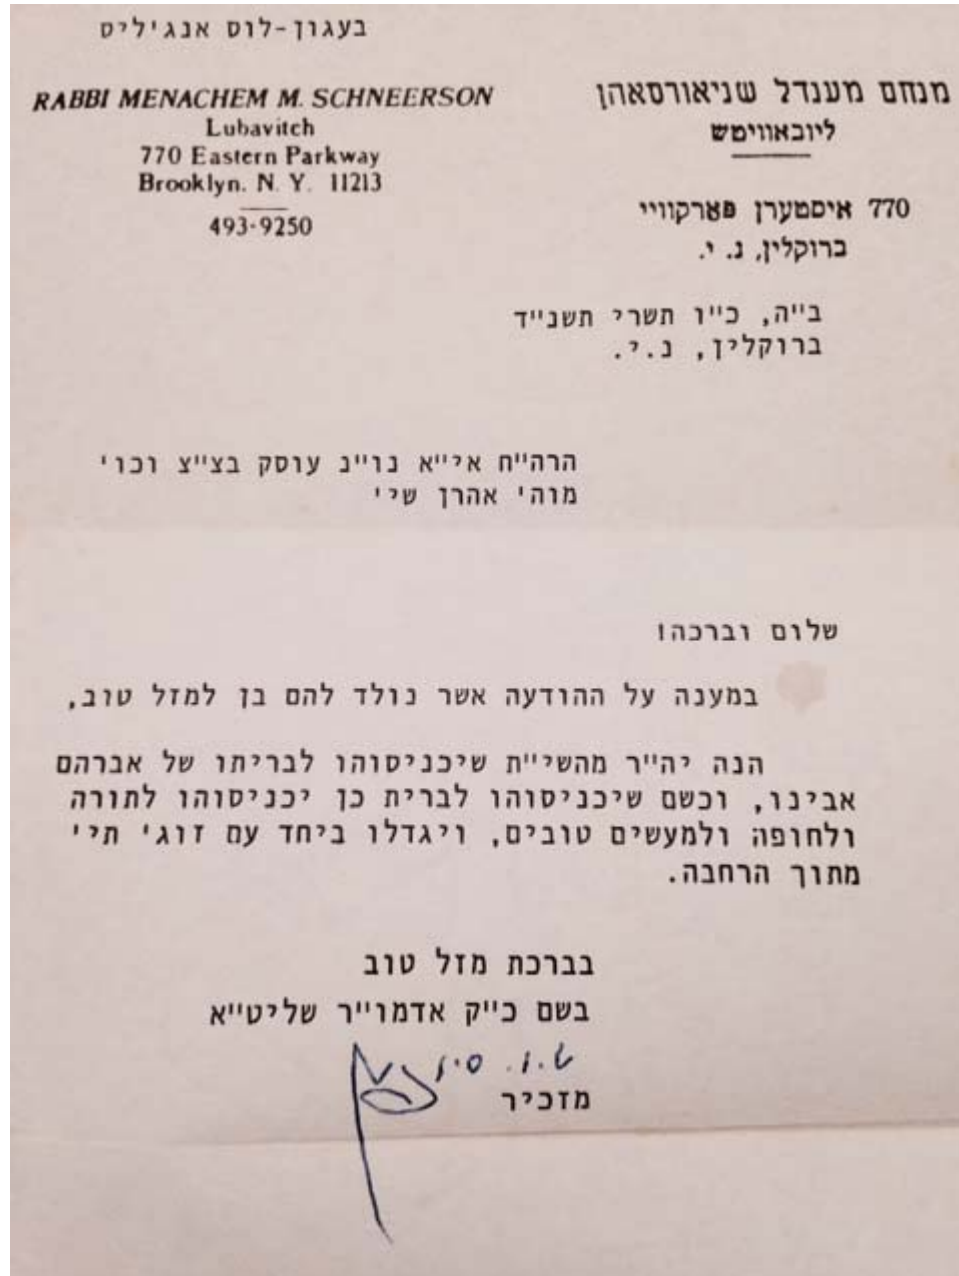 בעגון-לוס אנג'ליס
RABBI MENACHEM M. SCHNEERSON
Lubavitch
770 Eastern Parkway
Brooklyn. N. Y. 11213
493-9250
מנחם מענדל שניאורסאהן
ליובאוויטש
770 איסטערן פארקוויי
ברוקלין, נ. י.
ב"ה, כ"ו תשרי תשנ"ד
ברוקלין, נ.י.
הרה"ח אי"א נו"נ עוסק בצ"צ וכו'
מוה' אהרן שי'
שלום וברכה!
במענה על ההודעה אשר נולד להם בן למזל טוב,
הנה יה"ר מהשי"ת שיכניסוהו לבריתו של אברהם
אבינו, וכשם שיכניסוהו לברית כן יכניסוהו לתורה
ולחופה ולמעשים טובים, ויגדלו ביחד עם זוג' תי'
מתוך הרחבה.
בברכת מזל טוב
בשם כ"ק אדמו"ר שליט"א
מזכיר